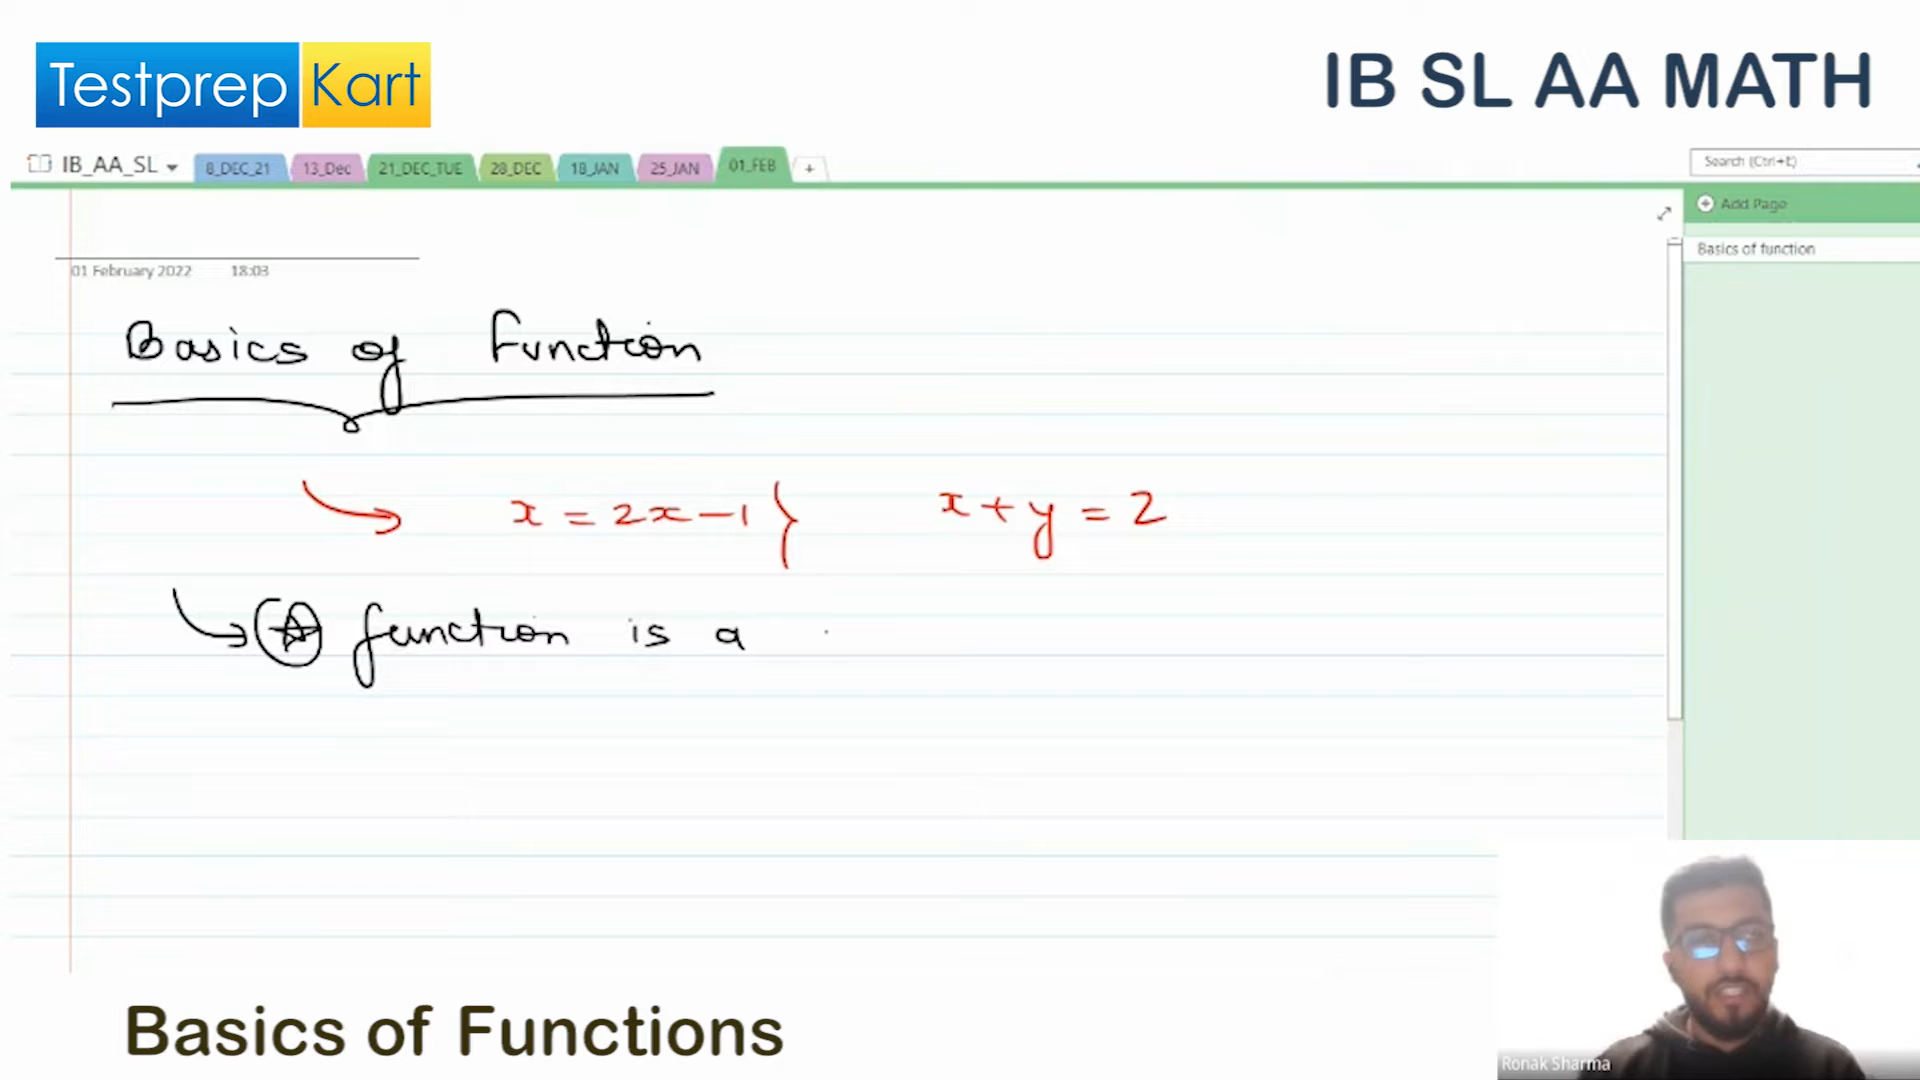 Testprep Kart
IB SL AA MATH
IB_AA_SL
8_DEC_21
13_Dec
21_DEC_TUE
28_DEC
18_JAN
25_JAN
01_FEB
+
Search (Ctrl+E)
Add Page
Basics of function
01 February 2022 18:03
Basics of Function
x = 2x - 1 } x + y = 2
function is a
Basics of Functions
Ronak Sharma